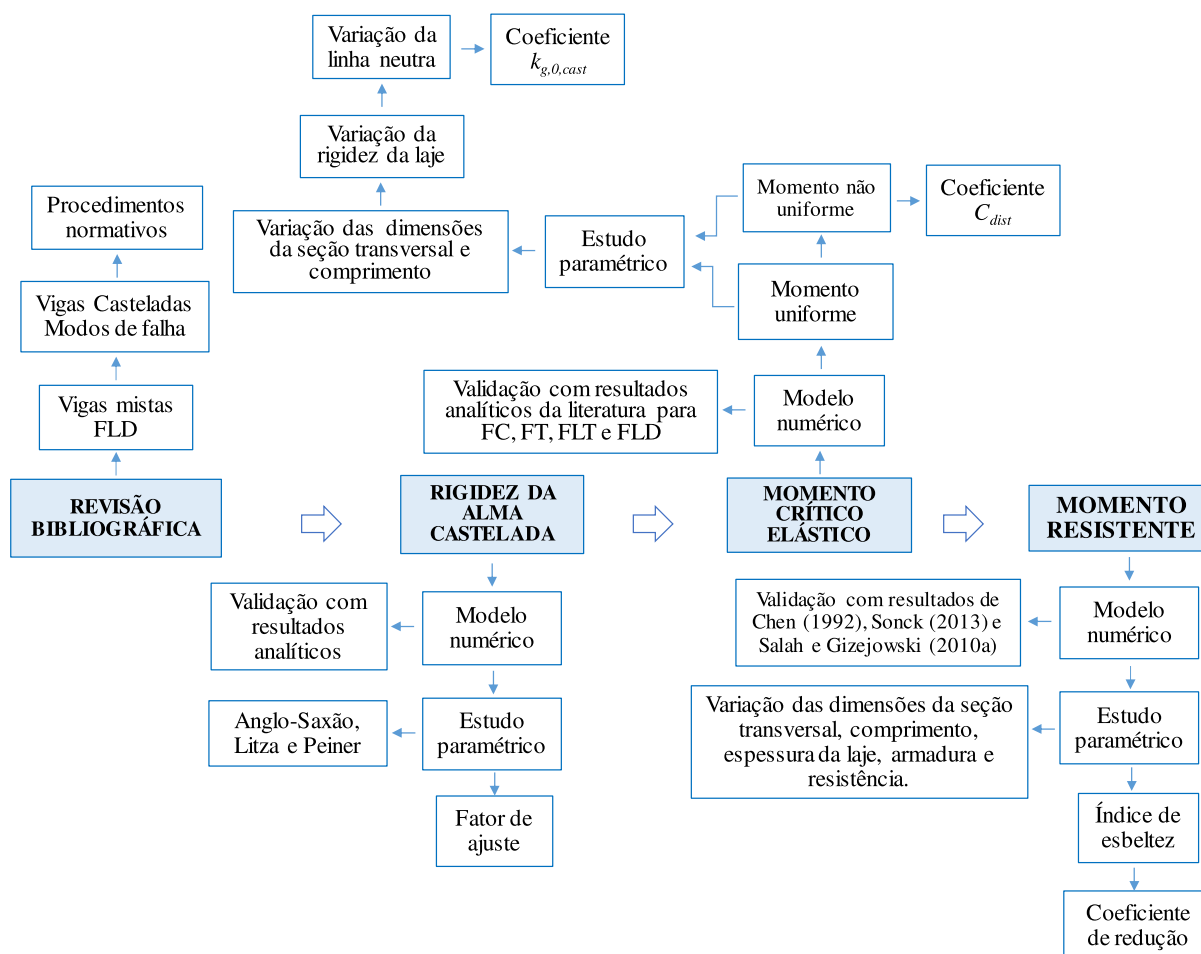 Variação da
linha neutra
Coeficiente
k_{g,0,cast}
Variação da
rigidez da laje
Procedimentos
normativos
Variação das dimensões
da seção transversal e
comprimento
Estudo
paramétrico
Momento não
uniforme
Coeficiente
C_{dist}
Vigas Casteladas
Modos de falha
Momento
uniforme
Vigas mistas
FLD
Validação com resultados
analíticos da literatura para
FC, FT, FLT e FLD
Modelo
numérico
REVISÃO
BIBLIOGRÁFICA
RIGIDEZ DA
ALMA
CASTELADA
MOMENTO
CRÍTICO
ELÁSTICO
MOMENTO
RESISTENTE
Validação com
resultados
analíticos
Modelo
numérico
Validação com resultados de
Chen (1992), Sonck (2013) e
Salah e Gizejowski (2010a)
Modelo
numérico
Anglo-Saxão,
Litza e Peiner
Estudo
paramétrico
Variação das dimensões da seção
transversal, comprimento,
espessura da laje, armadura e
resistência.
Estudo
paramétrico
Fator de
ajuste
Índice de
esbeltez
Coeficiente
de redução